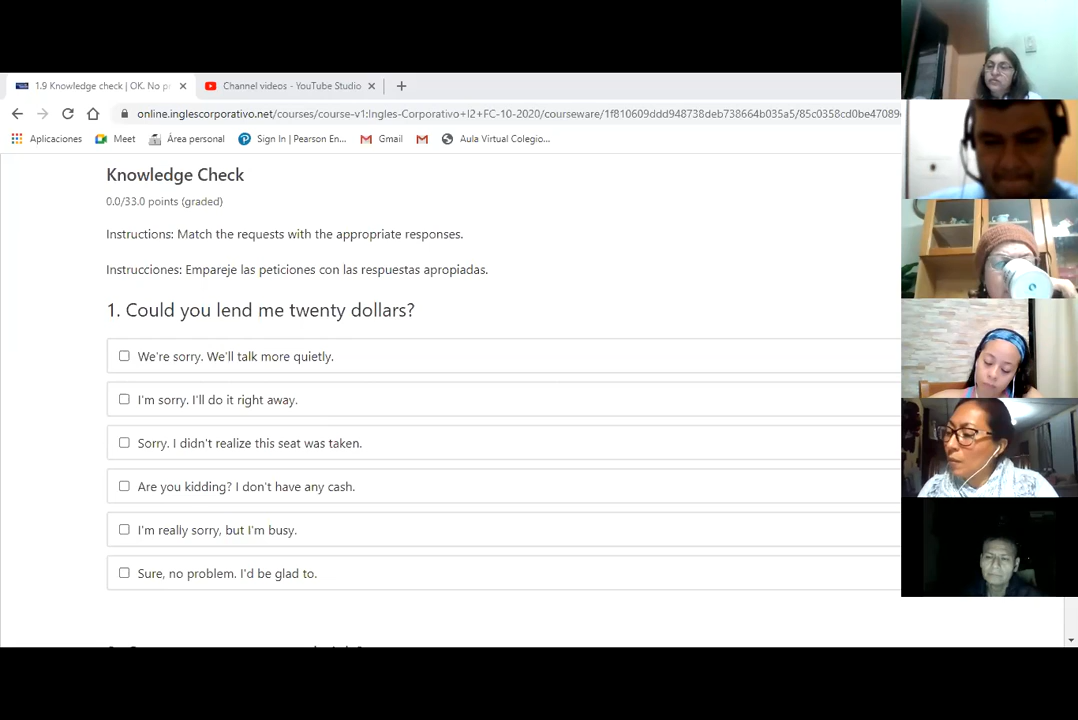 1.9 Knowledge check | OK. No pr
Channel videos - YouTube Studio
online.inglescorporativo.net/courses/course-v1:Ingles-Corporativo+I2+FC-10-2020/courseware/1f810609ddd948738deb738664b035a5/85c0358cd0be47089
Aplicaciones Meet Área personal Sign In | Pearson En... Gmail Aula Virtual Colegio...
Knowledge Check
0.0/33.0 points (graded)
Instructions: Match the requests with the appropriate responses.
Instrucciones: Empareje las peticiones con las respuestas apropiadas.
1. Could you lend me twenty dollars?
We're sorry. We'll talk more quietly.
I'm sorry. I'll do it right away.
Sorry. I didn't realize this seat was taken.
Are you kidding? I don't have any cash.
I'm really sorry, but I'm busy.
Sure, no problem. I'd be glad to.